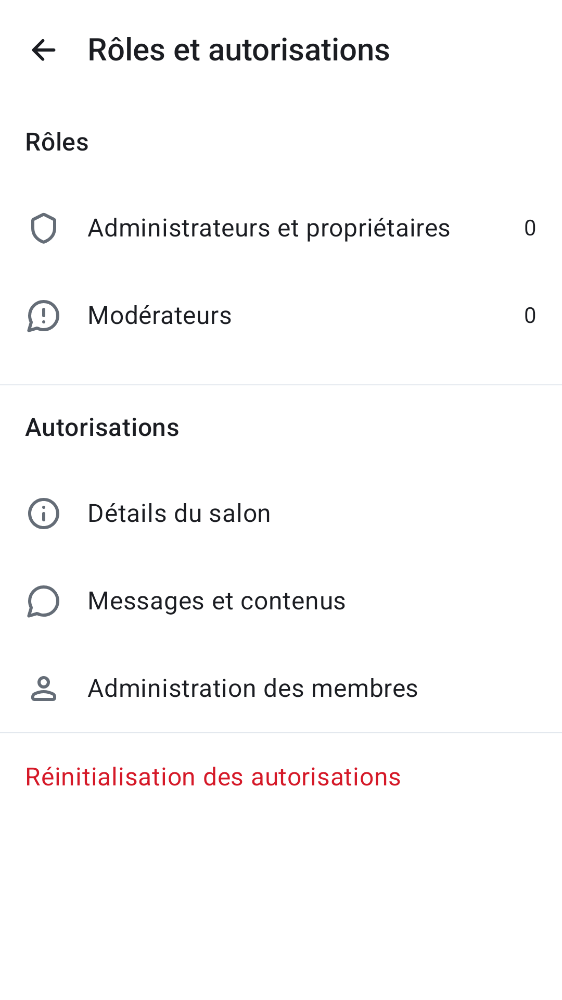 Rôles et autorisations
Rôles
Administrateurs et propriétaires 0
Modérateurs 0
Autorisations
Détails du salon
Messages et contenus
Administration des membres
Réinitialisation des autorisations